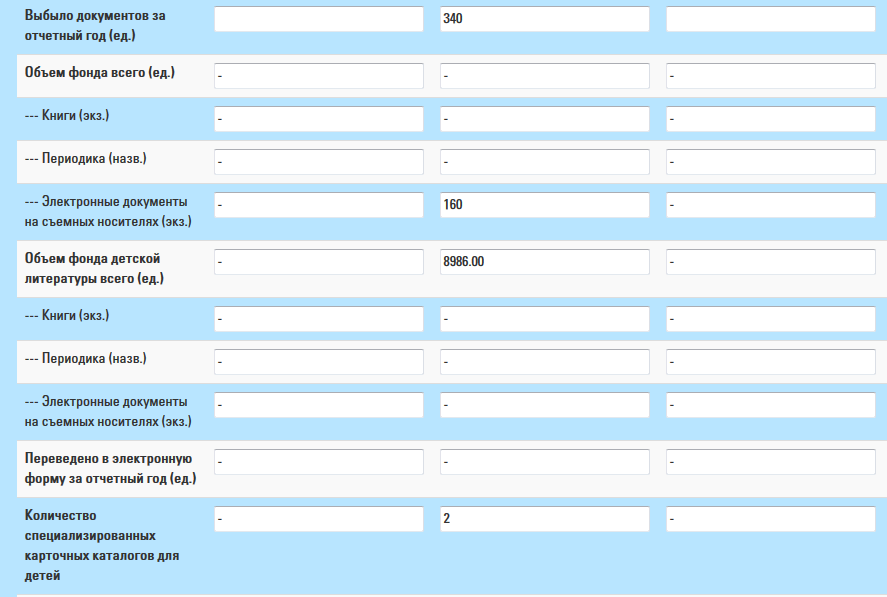 Выбыло документов за
отчетный год (ед.)
340
Объем фонда всего (ед.)
- - -
--- Книги (экз.)
- - -
--- Периодика (назв.)
- - -
--- Электронные документы
на съемных носителях (экз.)
- 160 -
Объем фонда детской
литературы всего (ед.)
- 8986.00 -
--- Книги (экз.)
- - -
--- Периодика (назв.)
- - -
--- Электронные документы
на съемных носителях (экз.)
- - -
Переведено в электронную
форму за отчетный год (ед.)
- - -
Количество
специализированных
карточных каталогов для
детей
- 2 -